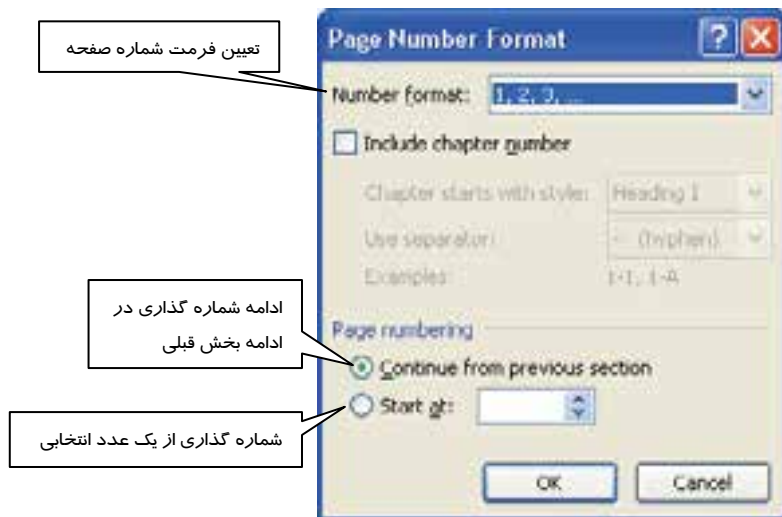 تعیین فرمت شماره صفحه
Page Number Format
Number format: 1, 2, 3, ...
Include chapter number
Chapter starts with style: Heading 1
Use separator: - (hyphen)
Examples: 1-1, 1-A
ادامه شماره گذاری در
ادامه بخش قبلی
Page numbering
Continue from previous section
Start at:
شماره گذاری از یک عدد انتخابی
OK Cancel